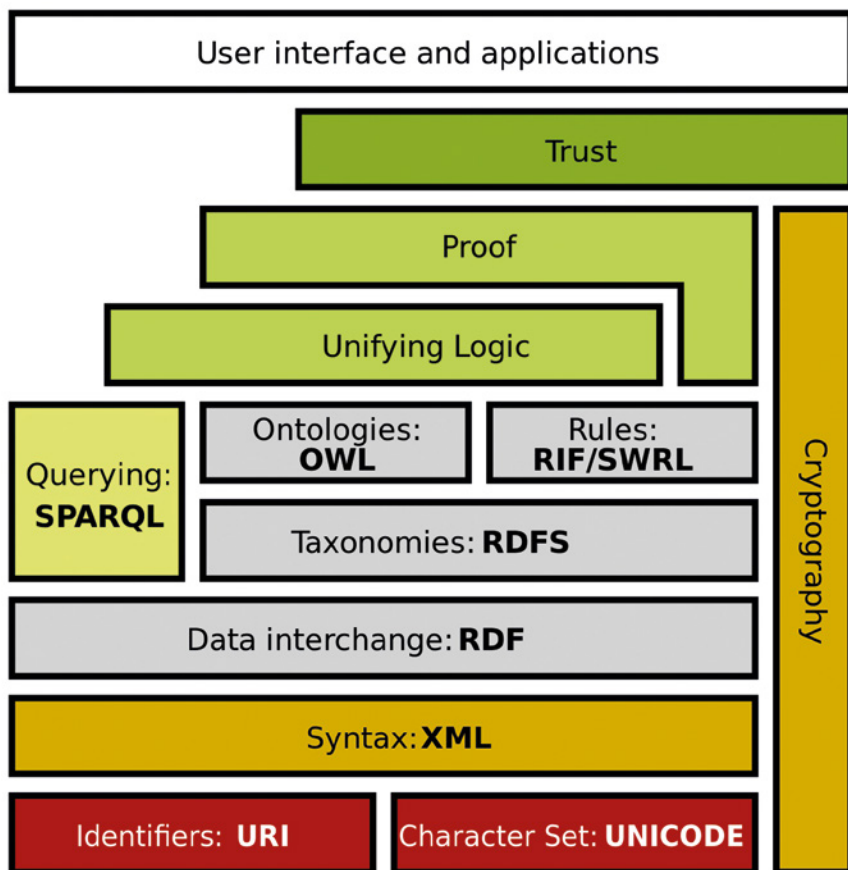 User interface and applications
Trust
Proof
Unifying Logic
Ontologies:
OWL
Rules:
RIF/SWRL
Querying:
SPARQL
Taxonomies: RDFS
Data interchange: RDF
Syntax: XML
Identifiers: URI
Character Set: UNICODE
Cryptography